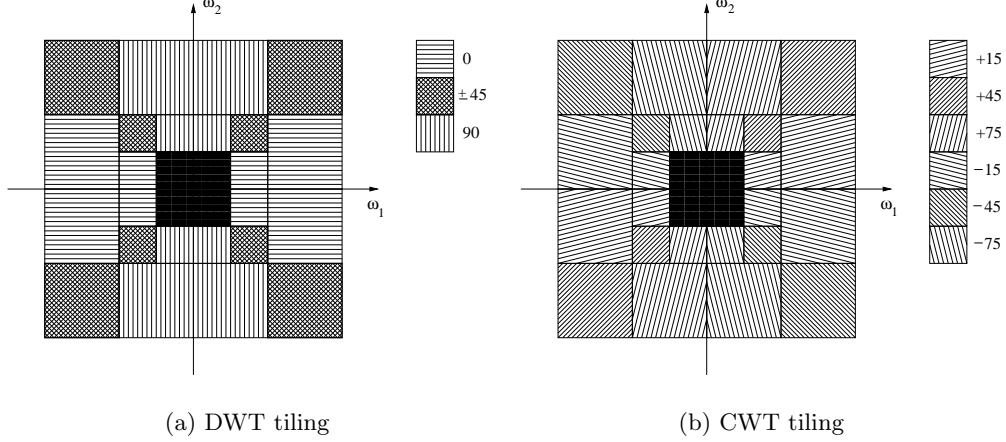 ω2
ω1
0
±45
90
(a) DWT tiling
ω2
ω1
+15
+45
+75
−15
−45
−75
(b) CWT tiling